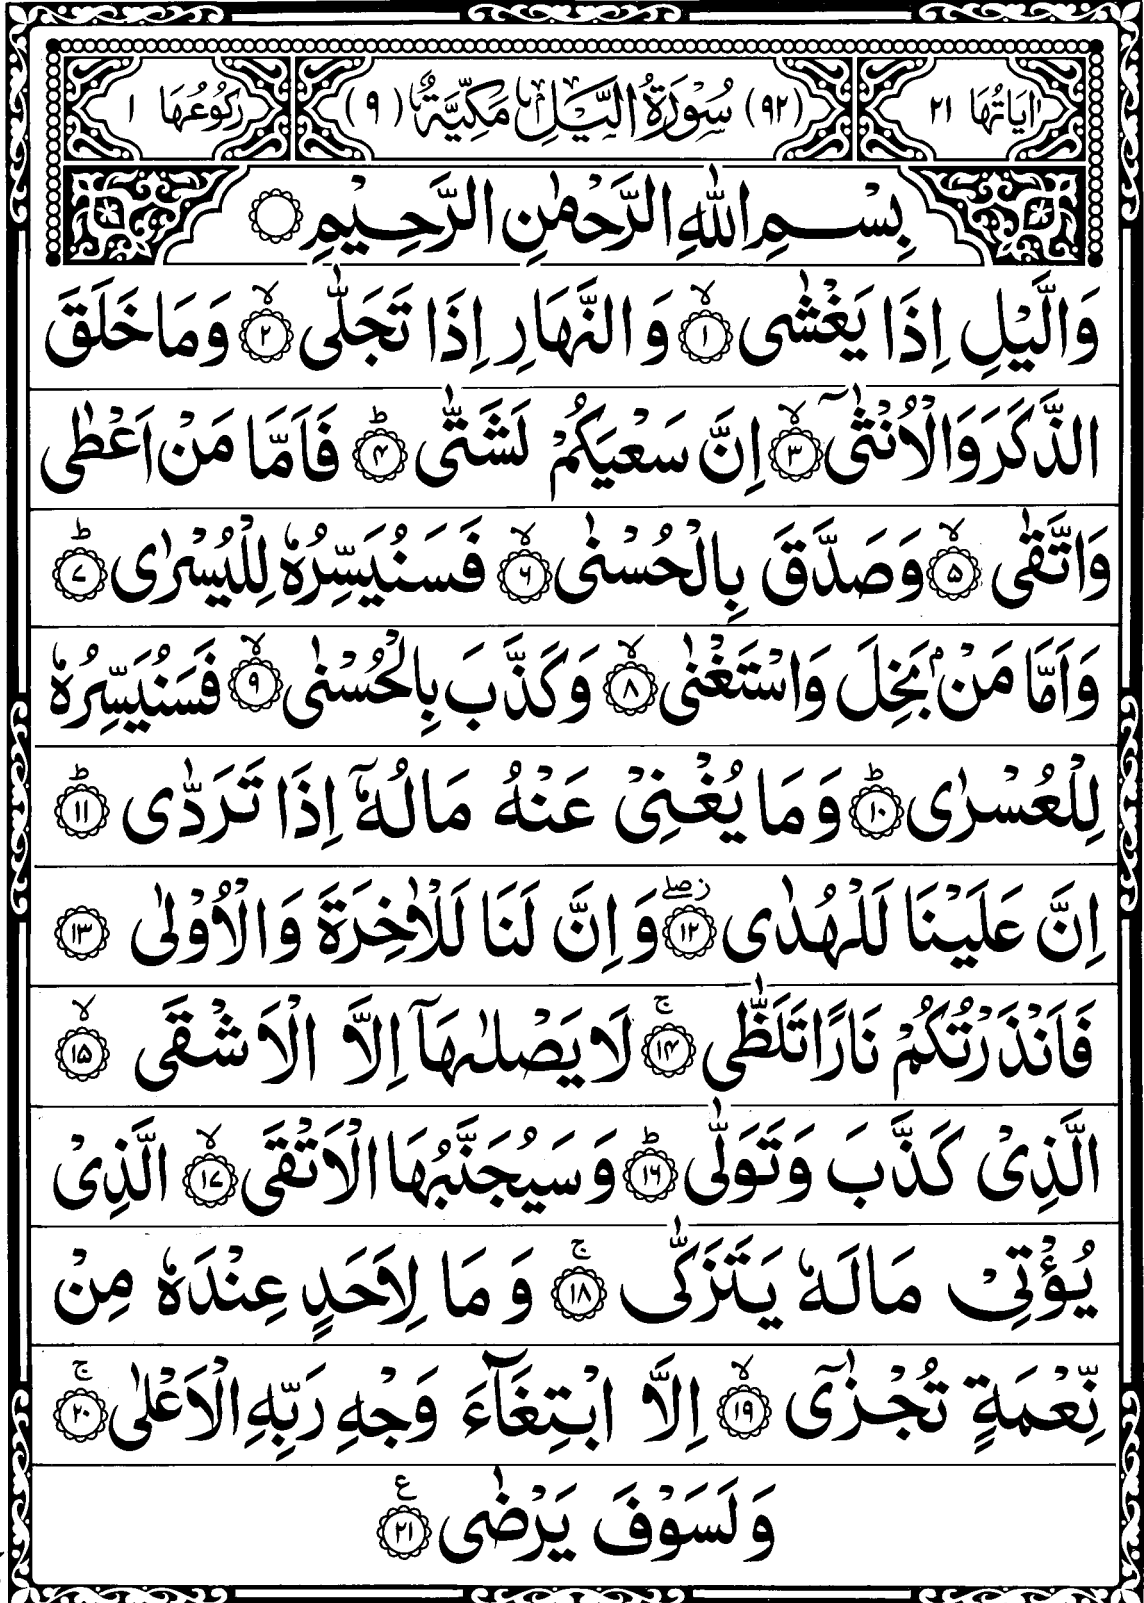 اٰيَاتُهَا ٢١ (٩٢) سُوْرَةُ الَّيْلِ مَكِّيَّةٌ (٩) رُكُوْعُهَا ١
بِسْمِ اللّٰهِ الرَّحْمٰنِ الرَّحِيْمِ
وَالَّيْلِ اِذَا يَغْشٰى ۙ‏﴿۱﴾ وَالنَّهَارِ اِذَا تَجَلّٰى ۙ‏﴿۲﴾ وَمَا خَلَقَ
الذَّكَرَ وَالْاُنْثٰٓى ۙ‏﴿۳﴾ اِنَّ سَعْيَكُمْ لَشَتّٰى ؕ‏﴿۴﴾ فَاَمَّا مَنْ اَعْطٰى
وَاتَّقٰى ۙ‏﴿۵﴾ وَصَدَّقَ بِالْحُسْنٰى ۙ‏﴿۶﴾ فَسَنُيَسِّرُهٗ لِلْيُسْرٰى ؕ‏﴿۷﴾
وَاَمَّا مَنْۢ بَخِلَ وَاسْتَغْنٰى ۙ‏﴿۸﴾ وَكَذَّبَ بِالْحُسْنٰى ۙ‏﴿۹﴾ فَسَنُيَسِّرُهٗ
لِلْعُسْرٰى ؕ‏﴿۱۰﴾ وَمَا يُغْنِىْ عَنْهُ مَالُهٗۤ اِذَا تَرَدّٰى ؕ‏﴿۱۱﴾
اِنَّ عَلَيْنَا لَلْهُدٰى ۖز‏﴿۱۲﴾ وَاِنَّ لَنَا لَلْاٰخِرَةَ وَالْاُوْلٰى ‏﴿۱۳﴾
فَاَنْذَرْتُكُمْ نَارًا تَلَظّٰى ۚ‏﴿۱۴﴾ لَا يَصْلٰىهَاۤ اِلَّا الْاَشْقَى ۙ‏﴿۱۵﴾
الَّذِىْ كَذَّبَ وَتَوَلّٰى ؕ‏﴿۱۶﴾ وَسَيُجَنَّبُهَا الْاَتْقَى ۙ‏﴿۱۷﴾ الَّذِىْ
يُؤْتِىْ مَالَهٗ يَتَزَكّٰى ۚ‏﴿۱۸﴾ وَمَا لِاَحَدٍ عِنْدَهٗ مِنْ
نِّعْمَةٍ تُجْزٰٓى ۙ‏﴿۱۹﴾ اِلَّا ابْتِغَآءَ وَجْهِ رَبِّهِ الْاَعْلٰى ۚ‏﴿۲۰﴾
وَلَسَوْفَ يَرْضٰى ع ‏﴿۲۱﴾